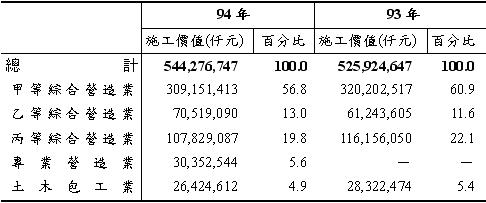 94年 93年
施工價值(仟元) 百分比 施工價值(仟元) 百分比
總計 544,276,747 100.0 525,924,647 100.0
甲等綜合營造業 309,151,413 56.8 320,202,517 60.9
乙等綜合營造業 70,519,090 13.0 61,243,605 11.6
丙等綜合營造業 107,829,087 19.8 116,156,050 22.1
專業營造業 30,352,544 5.6 — —
土木包工業 26,424,612 4.9 28,322,474 5.4